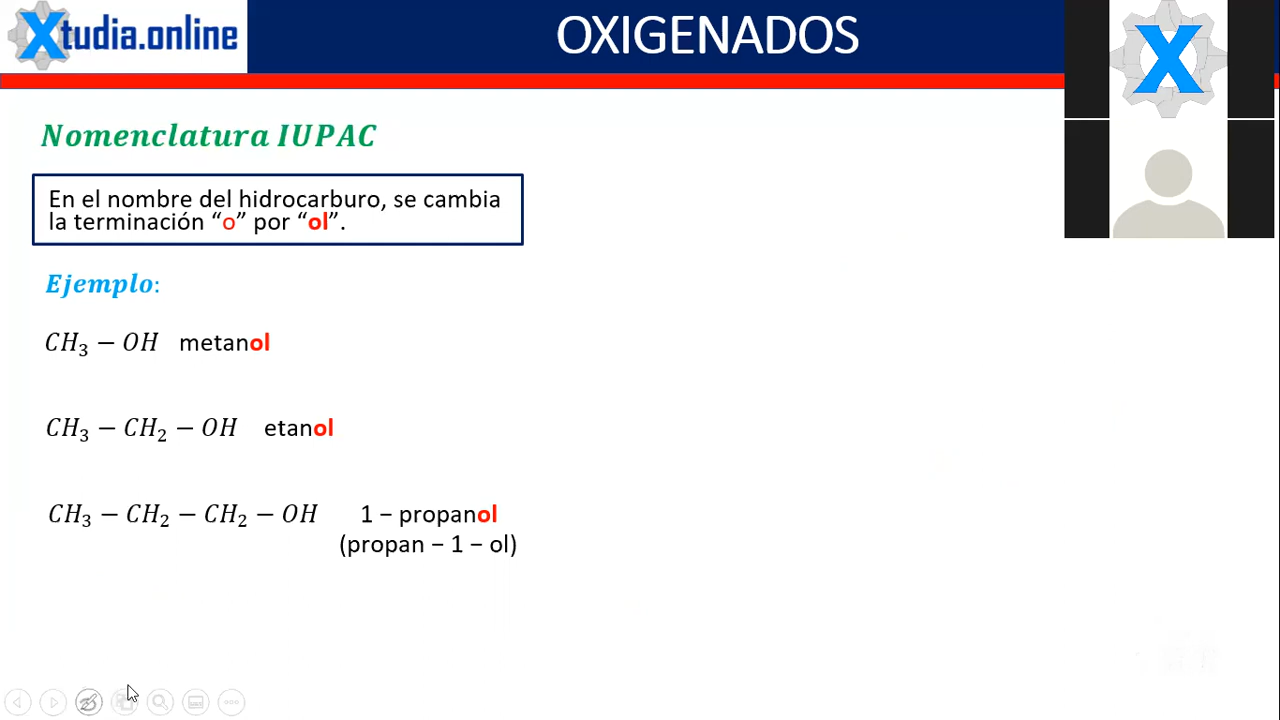 Xtudia.online
OXIGENADOS
X
Nomenclatura IUPAC
En el nombre del hidrocarburo, se cambia
la terminación “o” por “ol”.
Ejemplo:
CH₃ − OH metanol
CH₃ − CH₂ − OH etanol
CH₃ − CH₂ − CH₂ − OH 1 − propanol
(propan − 1 − ol)